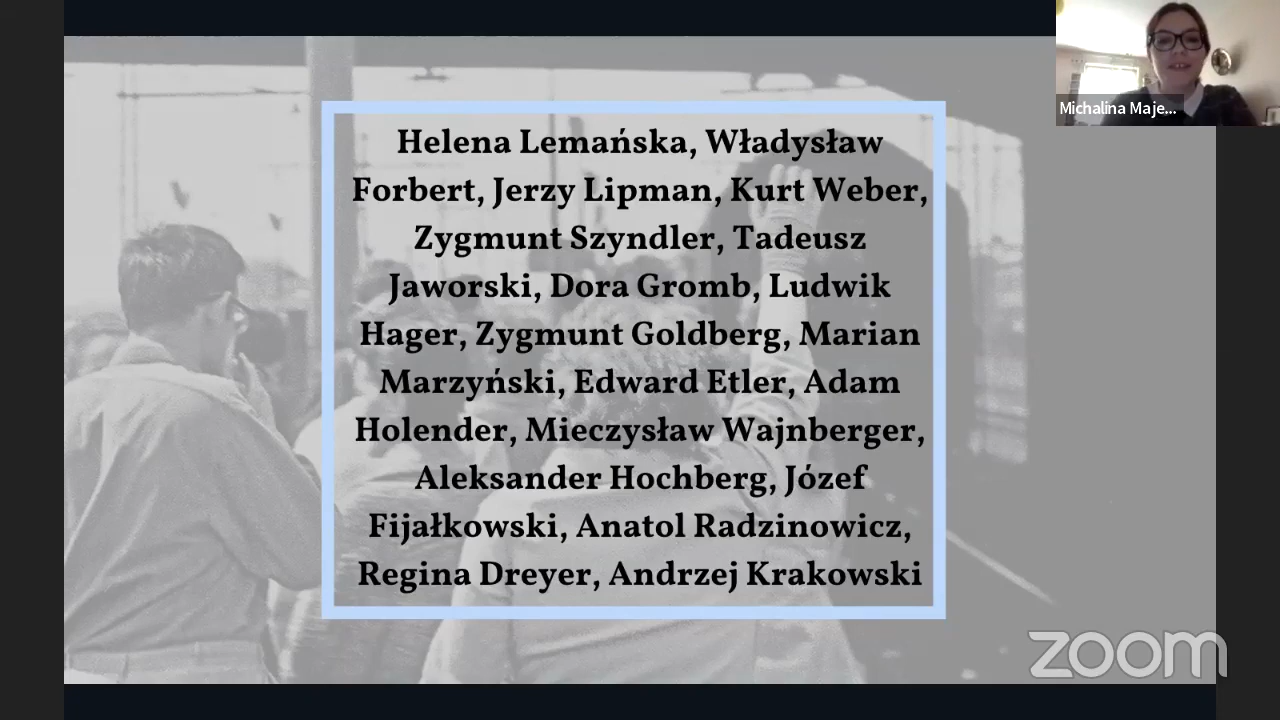 Helena Lemańska, Władysław
Forbert, Jerzy Lipman, Kurt Weber,
Zygmunt Szyndler, Tadeusz
Jaworski, Dora Gromb, Ludwik
Hager, Zygmunt Goldberg, Marian
Marzyński, Edward Etler, Adam
Holender, Mieczysław Wajnberger,
Aleksander Hochberg, Józef
Fijałkowski, Anatol Radzinowicz,
Regina Dreyer, Andrzej Krakowski
Michalina Maje...
zoom